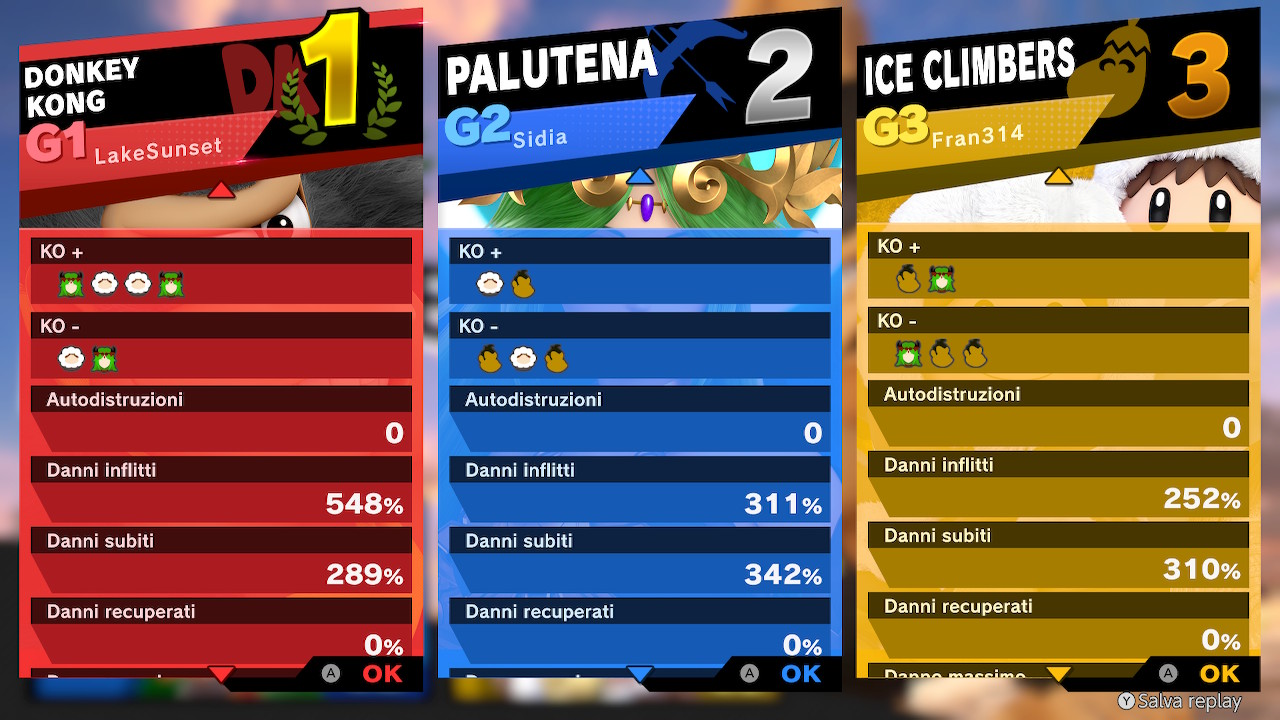 DONKEY
KONG
DK
1
G1 LakeSunset
KO +
KO -
Autodistruzioni
0
Danni inflitti
548%
Danni subiti
289%
Danni recuperati
0%
A OK
PALUTENA
2
G2 Sidia
KO +
KO -
Autodistruzioni
0
Danni inflitti
311%
Danni subiti
342%
Danni recuperati
0%
A OK
ICE CLIMBERS
3
G3 Fran314
KO +
KO -
Autodistruzioni
0
Danni inflitti
252%
Danni subiti
310%
Danni recuperati
0%
Danno massimo
A OK
Y Salva replay